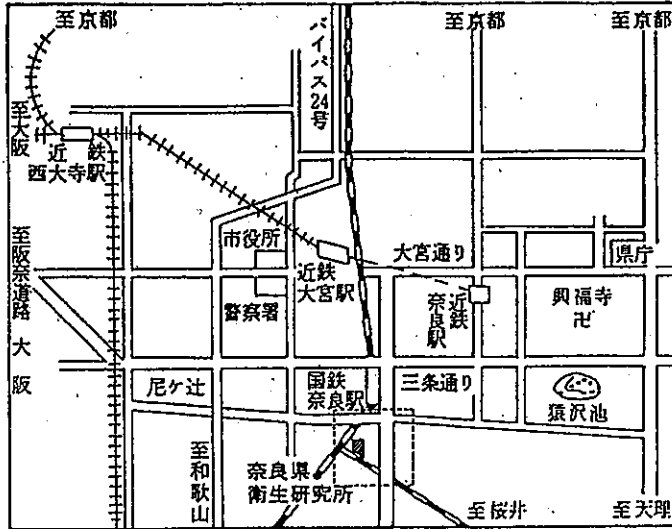 至京都
バイパス24号
至京都
至京都
至大阪
近鉄
西大寺駅
至阪奈道路
大阪
市役所
近鉄
大宮駅
警察署
大宮通り
近鉄
奈良駅
県庁
興福寺
卍
尼ケ辻
国鉄
奈良駅
三条通り
猿沢池
至和歌山
奈良県
衛生研究所
至桜井
至天理